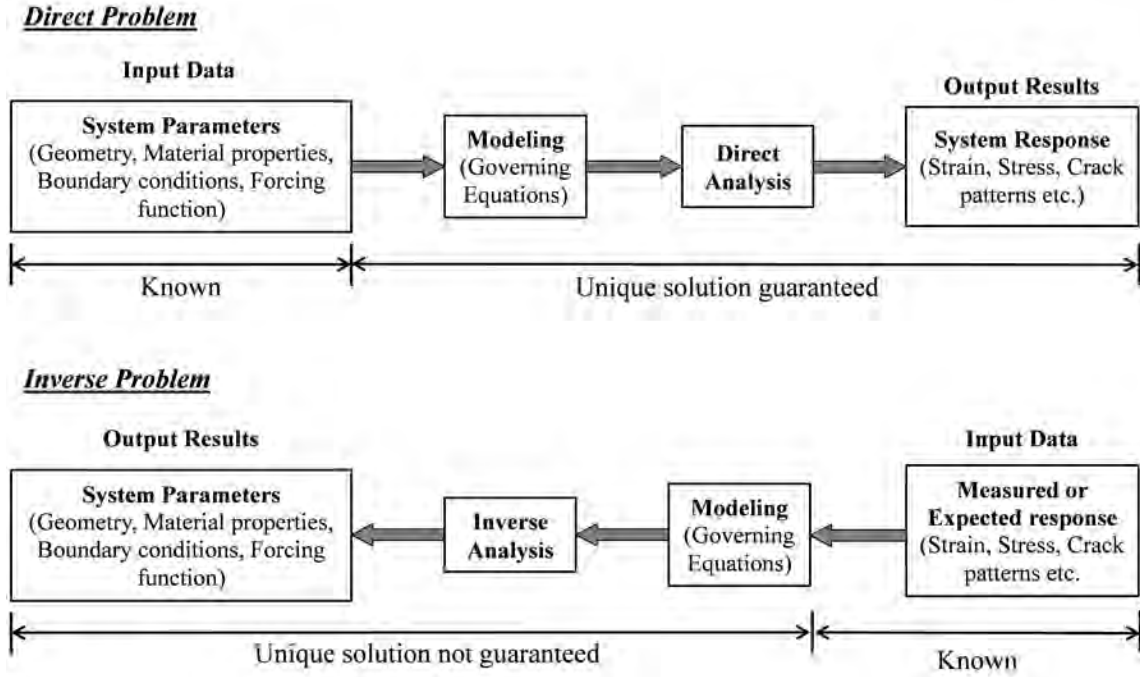 Direct Problem
Input Data
System Parameters
(Geometry, Material properties,
Boundary conditions, Forcing
function)
Modeling
(Governing
Equations)
Direct
Analysis
Output Results
System Response
(Strain, Stress, Crack
patterns etc.)
Known
Unique solution guaranteed
Inverse Problem
Output Results
System Parameters
(Geometry, Material properties,
Boundary conditions, Forcing
function)
Inverse
Analysis
Modeling
(Governing
Equations)
Input Data
Measured or
Expected response
(Strain, Stress, Crack
patterns etc.
Unique solution not guaranteed
Known